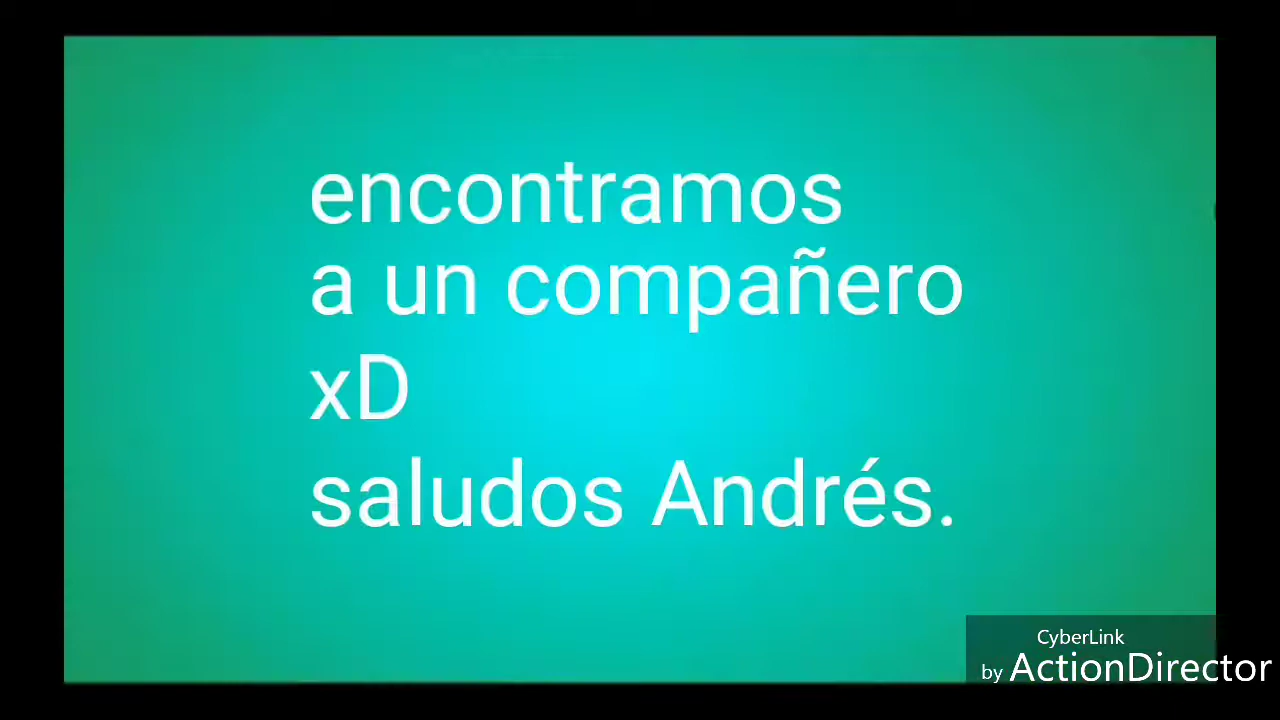 encontramos
a un compañero
xD
saludos Andrés.
CyberLink
by ActionDirector